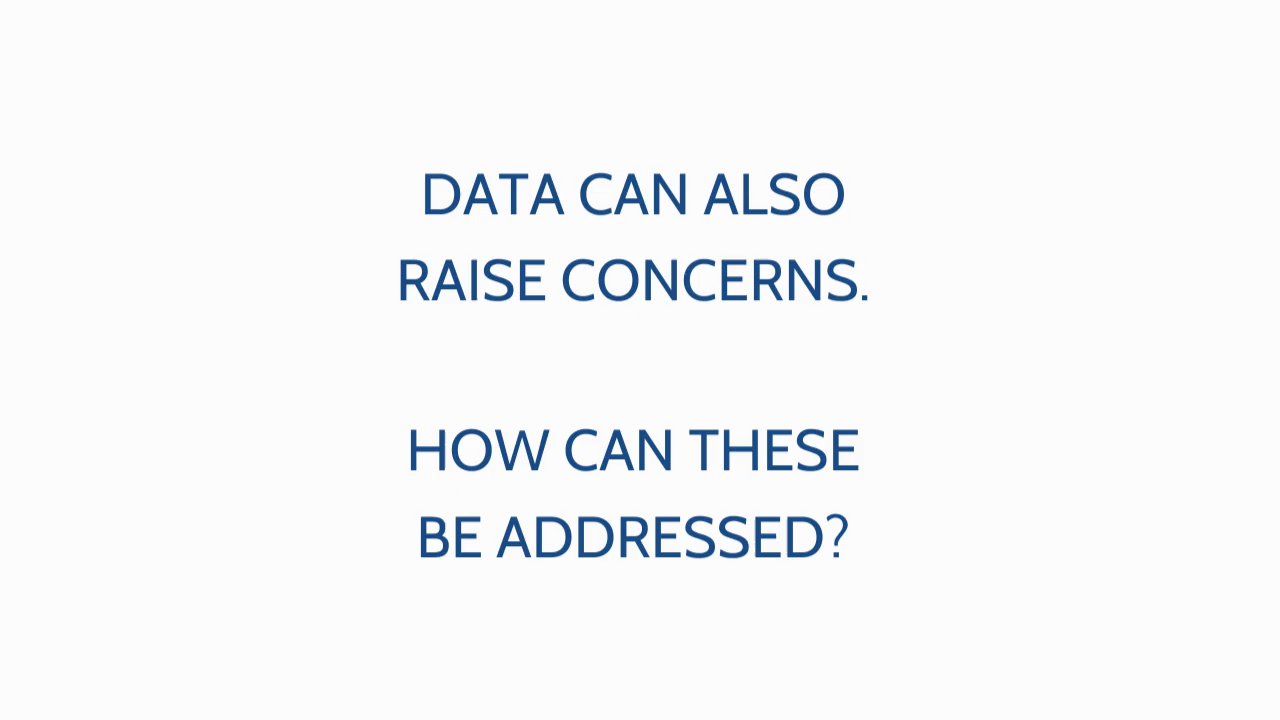 DATA CAN ALSO
RAISE CONCERNS.
HOW CAN THESE
BE ADDRESSED?